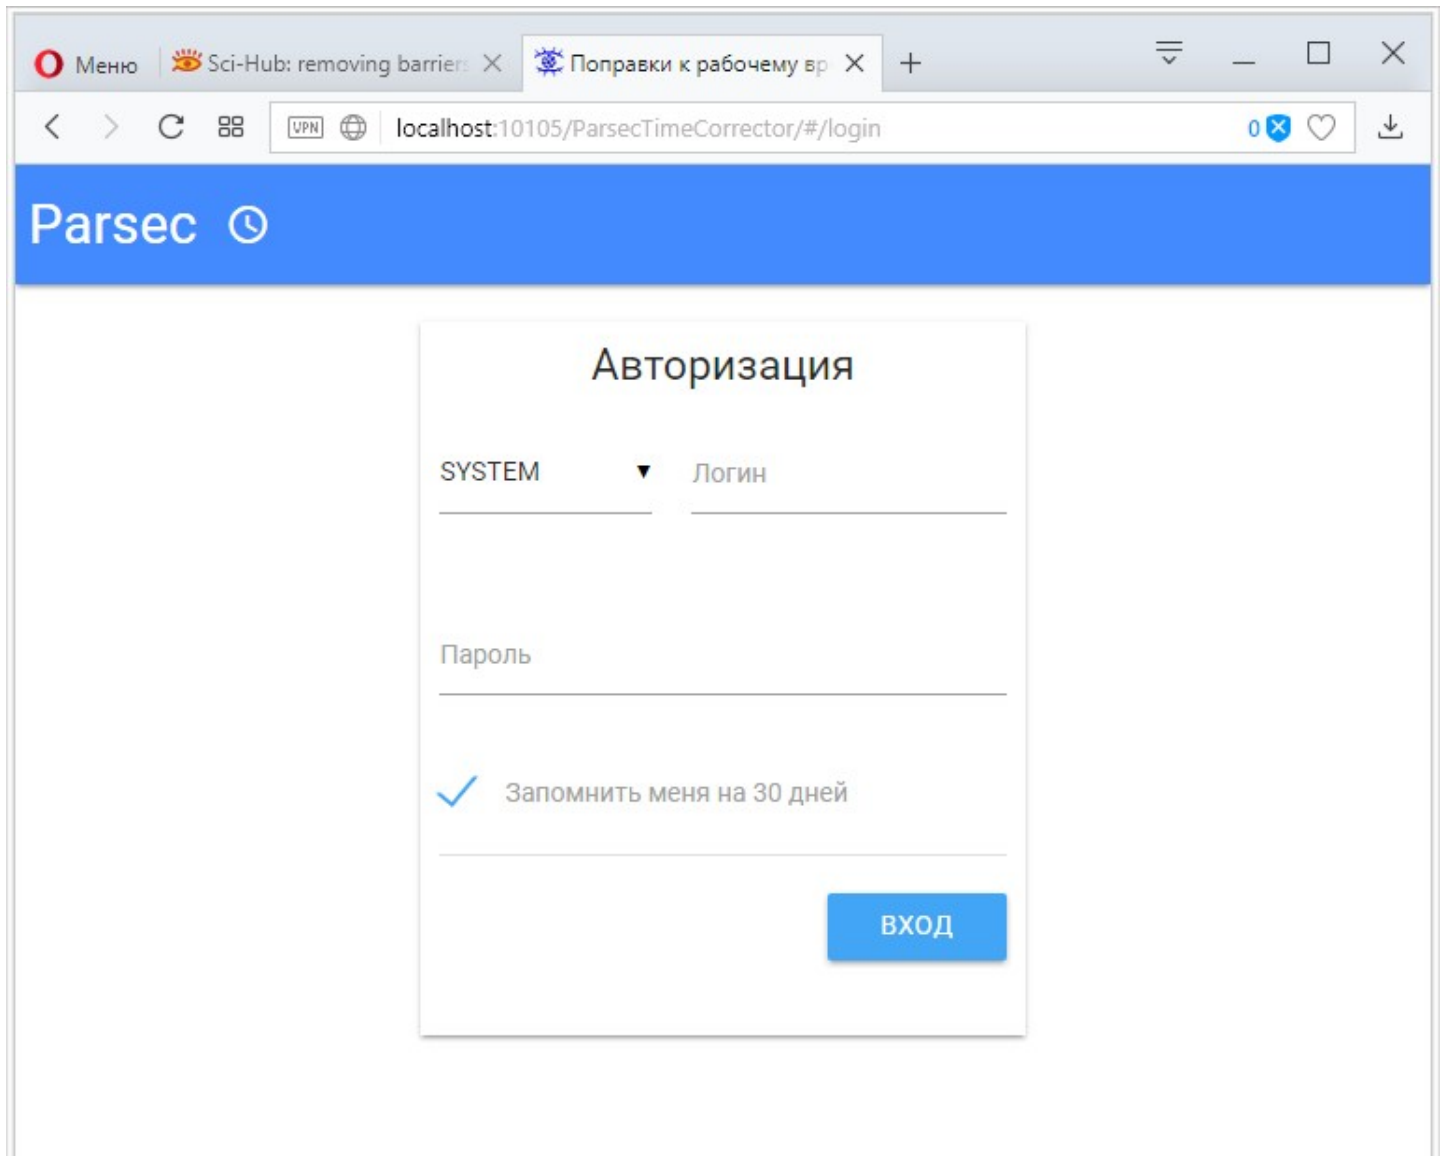 Меню Sci-Hub: removing barrier Поправки к рабочему вр
VPN localhost:10105/ParsecTimeCorrector/#/login 0
Parsec
Авторизация
SYSTEM Логин
Пароль
Запомнить меня на 30 дней
ВХОД